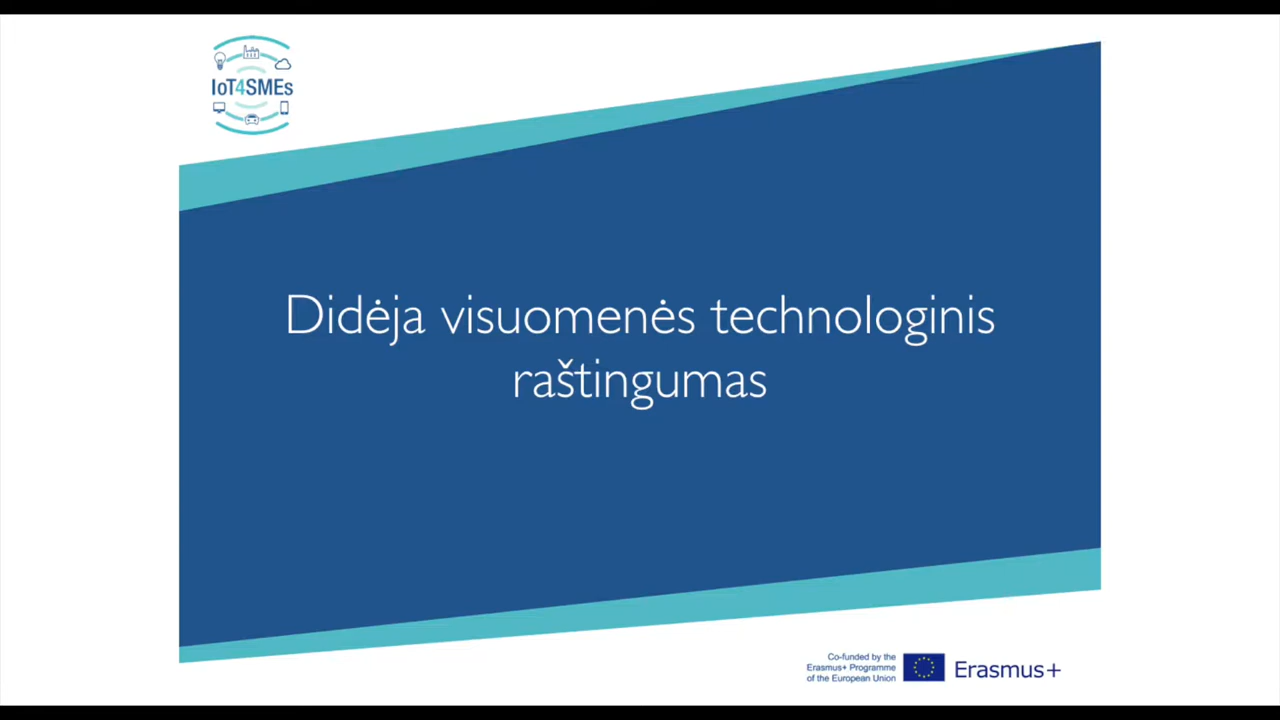 IoT4SMEs
Didėja visuomenės technologinis
raštingumas
Co-funded by the
Erasmus+ Programme
of the European Union
Erasmus+